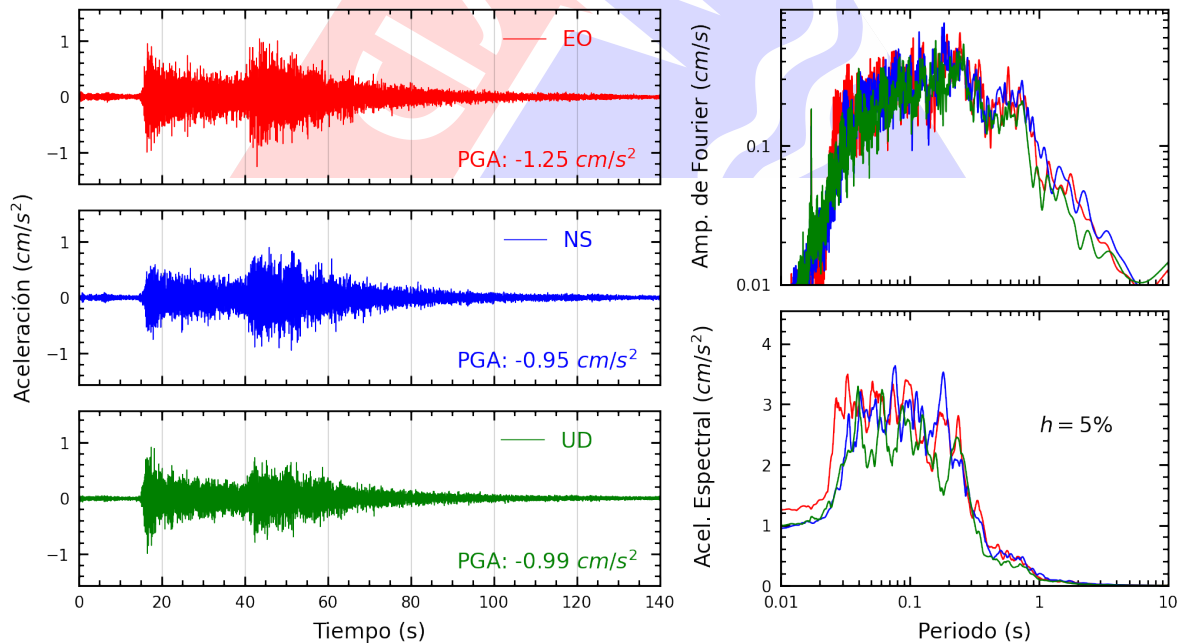 1
0
−1
EO
PGA: -1.25 cm/s²
1
0
−1
NS
PGA: -0.95 cm/s²
1
0
−1
UD
PGA: -0.99 cm/s²
0 20 40 60 80 100 120 140
Tiempo (s)
Aceleración (cm/s²)
0.1
0.01
Amp. de Fourier (cm/s)
4
3
2
1
0
h = 5%
Acel. Espectral (cm/s²)
0.01 0.1 1 10
Periodo (s)